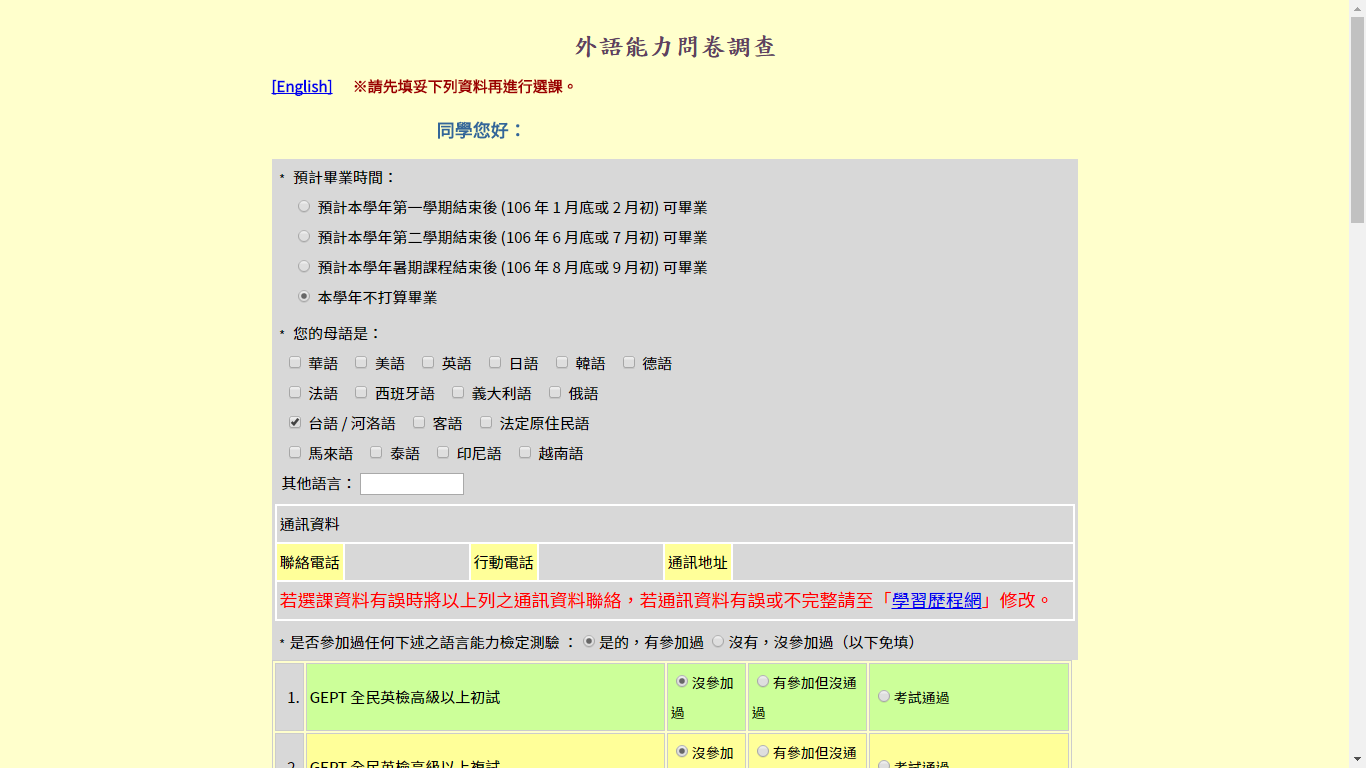 外語能力問卷調查
[English] ※請先填妥下列資料再進行選課。
同學您好：
* 預計畢業時間：
預計本學年第一學期結束後 (106 年 1 月底或 2 月初) 可畢業
預計本學年第二學期結束後 (106 年 6 月底或 7 月初) 可畢業
預計本學年暑期課程結束後 (106 年 8 月底或 9 月初) 可畢業
本學年不打算畢業
* 您的母語是：
華語 美語 英語 日語 韓語 德語
法語 西班牙語 義大利語 俄語
台語 / 河洛語 客語 法定原住民語
馬來語 泰語 印尼語 越南語
其他語言：
通訊資料
聯絡電話 行動電話 通訊地址
若選課資料有誤時將以上列之通訊資料聯絡，若通訊資料有誤或不完整請至「學習歷程網」修改。
* 是否參加過任何下述之語言能力檢定測驗 ： 是的，有參加過 沒有，沒參加過（以下免填）
1. GEPT 全民英檢高級以上初試 沒參加過 有參加但沒通過 考試通過
2. GEPT 全民英檢高級以上複試 沒參加 有參加但沒通 考試通過